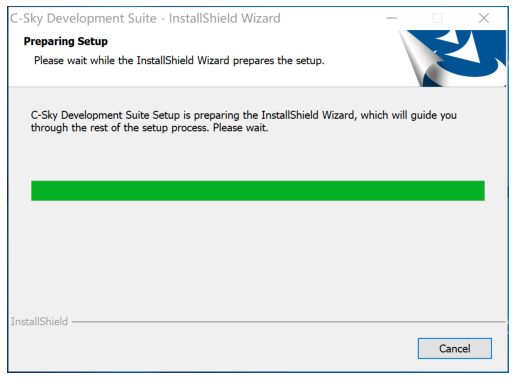 C-Sky Development Suite - InstallShield Wizard
Preparing Setup
Please wait while the InstallShield Wizard prepares the setup.
C-Sky Development Suite Setup is preparing the InstallShield Wizard, which will guide you
through the rest of the setup process. Please wait.
InstallShield
Cancel